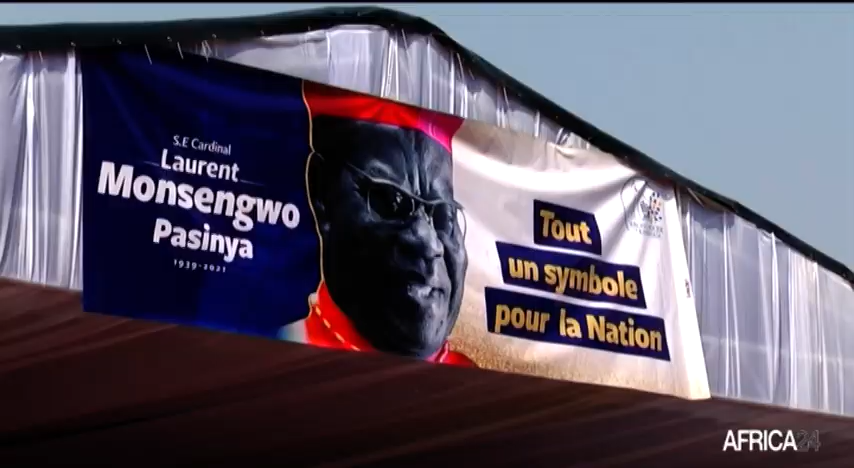 S.E Cardinal
Laurent
Monsengwo
Pasinya
1939-2021
Tout
un symbole
pour la Nation
AFRICA24